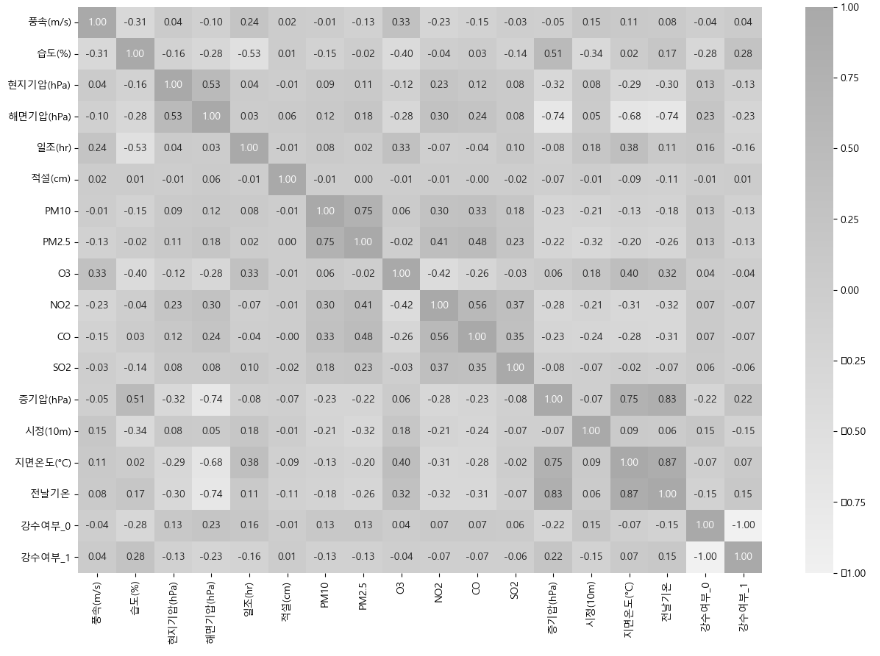 풍속(m/s) 1.00 -0.31 0.04 -0.10 0.24 0.02 -0.01 -0.13 0.33 -0.23 -0.15 -0.03 -0.05 0.15 0.11 0.08 -0.04 0.04
습도(%) -0.31 1.00 -0.16 -0.28 -0.53 0.01 -0.15 -0.02 -0.40 -0.04 0.03 -0.14 0.51 -0.34 0.02 0.17 -0.28 0.28
현지기압(hPa) 0.04 -0.16 1.00 0.53 0.04 -0.01 0.09 0.11 -0.12 0.23 0.12 0.08 -0.32 0.08 -0.29 -0.30 0.13 -0.13
해면기압(hPa) -0.10 -0.28 0.53 1.00 0.03 0.06 0.12 0.18 -0.28 0.30 0.24 0.08 -0.74 0.05 -0.68 -0.74 0.23 -0.23
일조(hr) 0.24 -0.53 0.04 0.03 1.00 -0.01 0.08 0.02 0.33 -0.07 -0.04 0.10 -0.08 0.18 0.38 0.11 0.16 -0.16
적설(cm) 0.02 0.01 -0.01 0.06 -0.01 1.00 -0.01 0.00 -0.01 -0.01 -0.00 -0.02 -0.07 -0.01 -0.09 -0.11 -0.01 0.01
PM10 -0.01 -0.15 0.09 0.12 0.08 -0.01 1.00 0.75 0.06 0.30 0.33 0.18 -0.23 -0.21 -0.13 -0.18 0.13 -0.13
PM2.5 -0.13 -0.02 0.11 0.18 0.02 0.00 0.75 1.00 -0.02 0.41 0.48 0.23 -0.22 -0.32 -0.20 -0.26 0.13 -0.13
O3 0.33 -0.40 -0.12 -0.28 0.33 -0.01 0.06 -0.02 1.00 -0.42 -0.26 -0.03 0.06 0.18 0.40 0.32 0.04 -0.04
NO2 -0.23 -0.04 0.23 0.30 -0.07 -0.01 0.30 0.41 -0.42 1.00 0.56 0.37 -0.28 -0.21 -0.31 -0.32 0.07 -0.07
CO -0.15 0.03 0.12 0.24 -0.04 -0.00 0.33 0.48 -0.26 0.56 1.00 0.35 -0.23 -0.24 -0.28 -0.31 0.07 -0.07
SO2 -0.03 -0.14 0.08 0.08 0.10 -0.02 0.18 0.23 -0.03 0.37 0.35 1.00 -0.08 -0.07 -0.02 -0.07 0.06 -0.06
증기압(hPa) -0.05 0.51 -0.32 -0.74 -0.08 -0.07 -0.23 -0.22 0.06 -0.28 -0.23 -0.08 1.00 -0.07 0.75 0.83 -0.22 0.22
시정(10m) 0.15 -0.34 0.08 0.05 0.18 -0.01 -0.21 -0.32 0.18 -0.21 -0.24 -0.07 -0.07 1.00 0.09 0.06 0.15 -0.15
지면온도(°C) 0.11 0.02 -0.29 -0.68 0.38 -0.09 -0.13 -0.20 0.40 -0.31 -0.28 -0.02 0.75 0.09 1.00 0.87 -0.07 0.07
전날기온 0.08 0.17 -0.30 -0.74 0.11 -0.11 -0.18 -0.26 0.32 -0.32 -0.31 -0.07 0.83 0.06 0.87 1.00 -0.15 0.15
강수여부_0 -0.04 -0.28 0.13 0.23 0.16 -0.01 0.13 0.13 0.04 0.07 0.07 0.06 -0.22 0.15 -0.07 -0.15 1.00 -1.00
강수여부_1 0.04 0.28 -0.13 -0.23 -0.16 0.01 -0.13 -0.13 -0.04 -0.07 -0.07 -0.06 0.22 -0.15 0.07 0.15 -1.00 1.00
풍속(m/s) 습도(%) 현지기압(hPa) 해면기압(hPa) 일조(hr) 적설(cm) PM10 PM2.5 O3 NO2 CO SO2 증기압(hPa) 시정(10m) 지면온도(°C) 전날기온 강수여부_0 강수여부_1
1.00
0.75
0.50
0.25
0.00
□0.25
□0.50
□0.75
□1.00